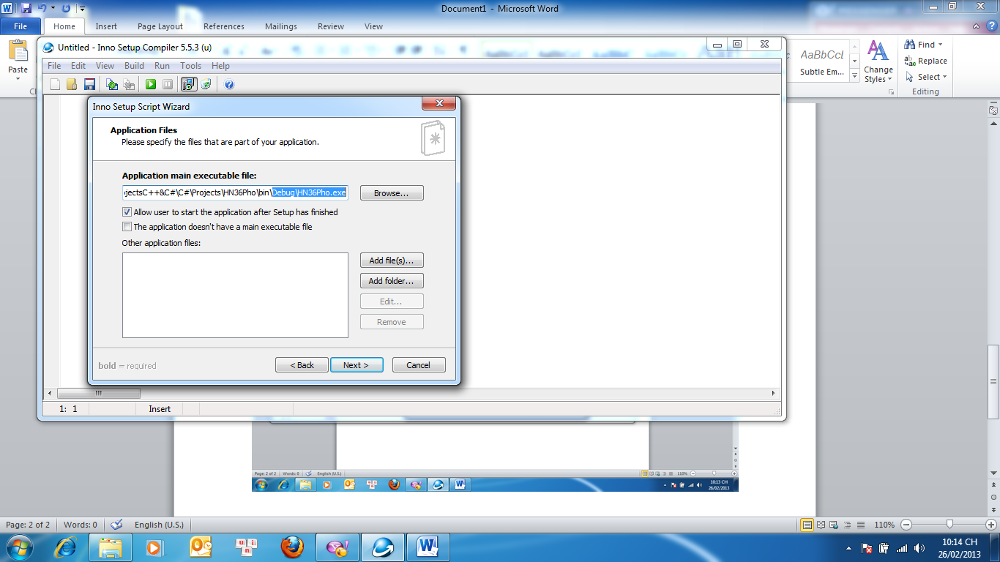 Document1 - Microsoft Word
File Home Insert Page Layout References Mailings Review View
Untitled - Inno Setup Compiler 5.5.3 (u)
File Edit View Build Run Tools Help
Paste
AaBbCcL
Subtle Em...
Change
Styles
Find
Replace
Select
Editing
Inno Setup Script Wizard
Application Files
Please specify the files that are part of your application.
Application main executable file:
jectsC++&C#\C#\Projects\HN36Pho\bin\Debug\HN36Pho.exe
Browse...
Allow user to start the application after Setup has finished
The application doesn't have a main executable file
Other application files:
Add file(s)...
Add folder...
Edit...
Remove
bold = required
< Back
Next >
Cancel
1: 1
Insert
Page: 2 of 2 Words: 0 English (U.S.) 110%
10:13 CH
26/02/2013
Page: 2 of 2 Words: 0 English (U.S.) 110%
10:14 CH
26/02/2013